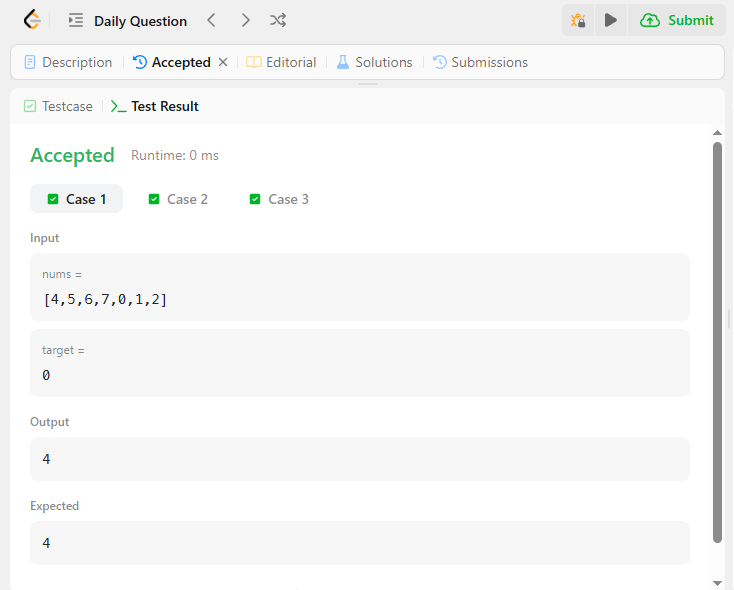 Daily Question
Submit
Description
Accepted
Editorial
Solutions
Submissions
Testcase
Test Result
Accepted
Runtime: 0 ms
Case 1
Case 2
Case 3
Input
nums =
[4,5,6,7,0,1,2]
target =
0
Output
4
Expected
4